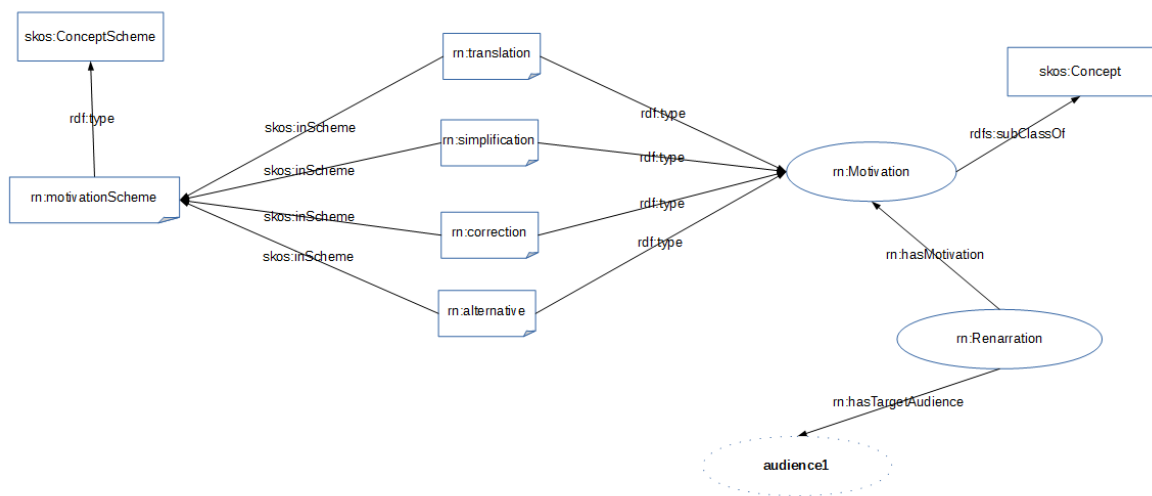 skos:ConceptScheme
rn:translation
skos:Concept
rdf:type
skos:inScheme
rdf:type
rdfs:subClassOf
rn:simplification
skos:inScheme
rdf:type
rn:Motivation
rn:motivationScheme
skos:inScheme
rdf:type
rn:correction
skos:inScheme
rdf:type
rn:hasMotivation
rn:alternative
rn:Renarration
rn:hasTargetAudience
audience1